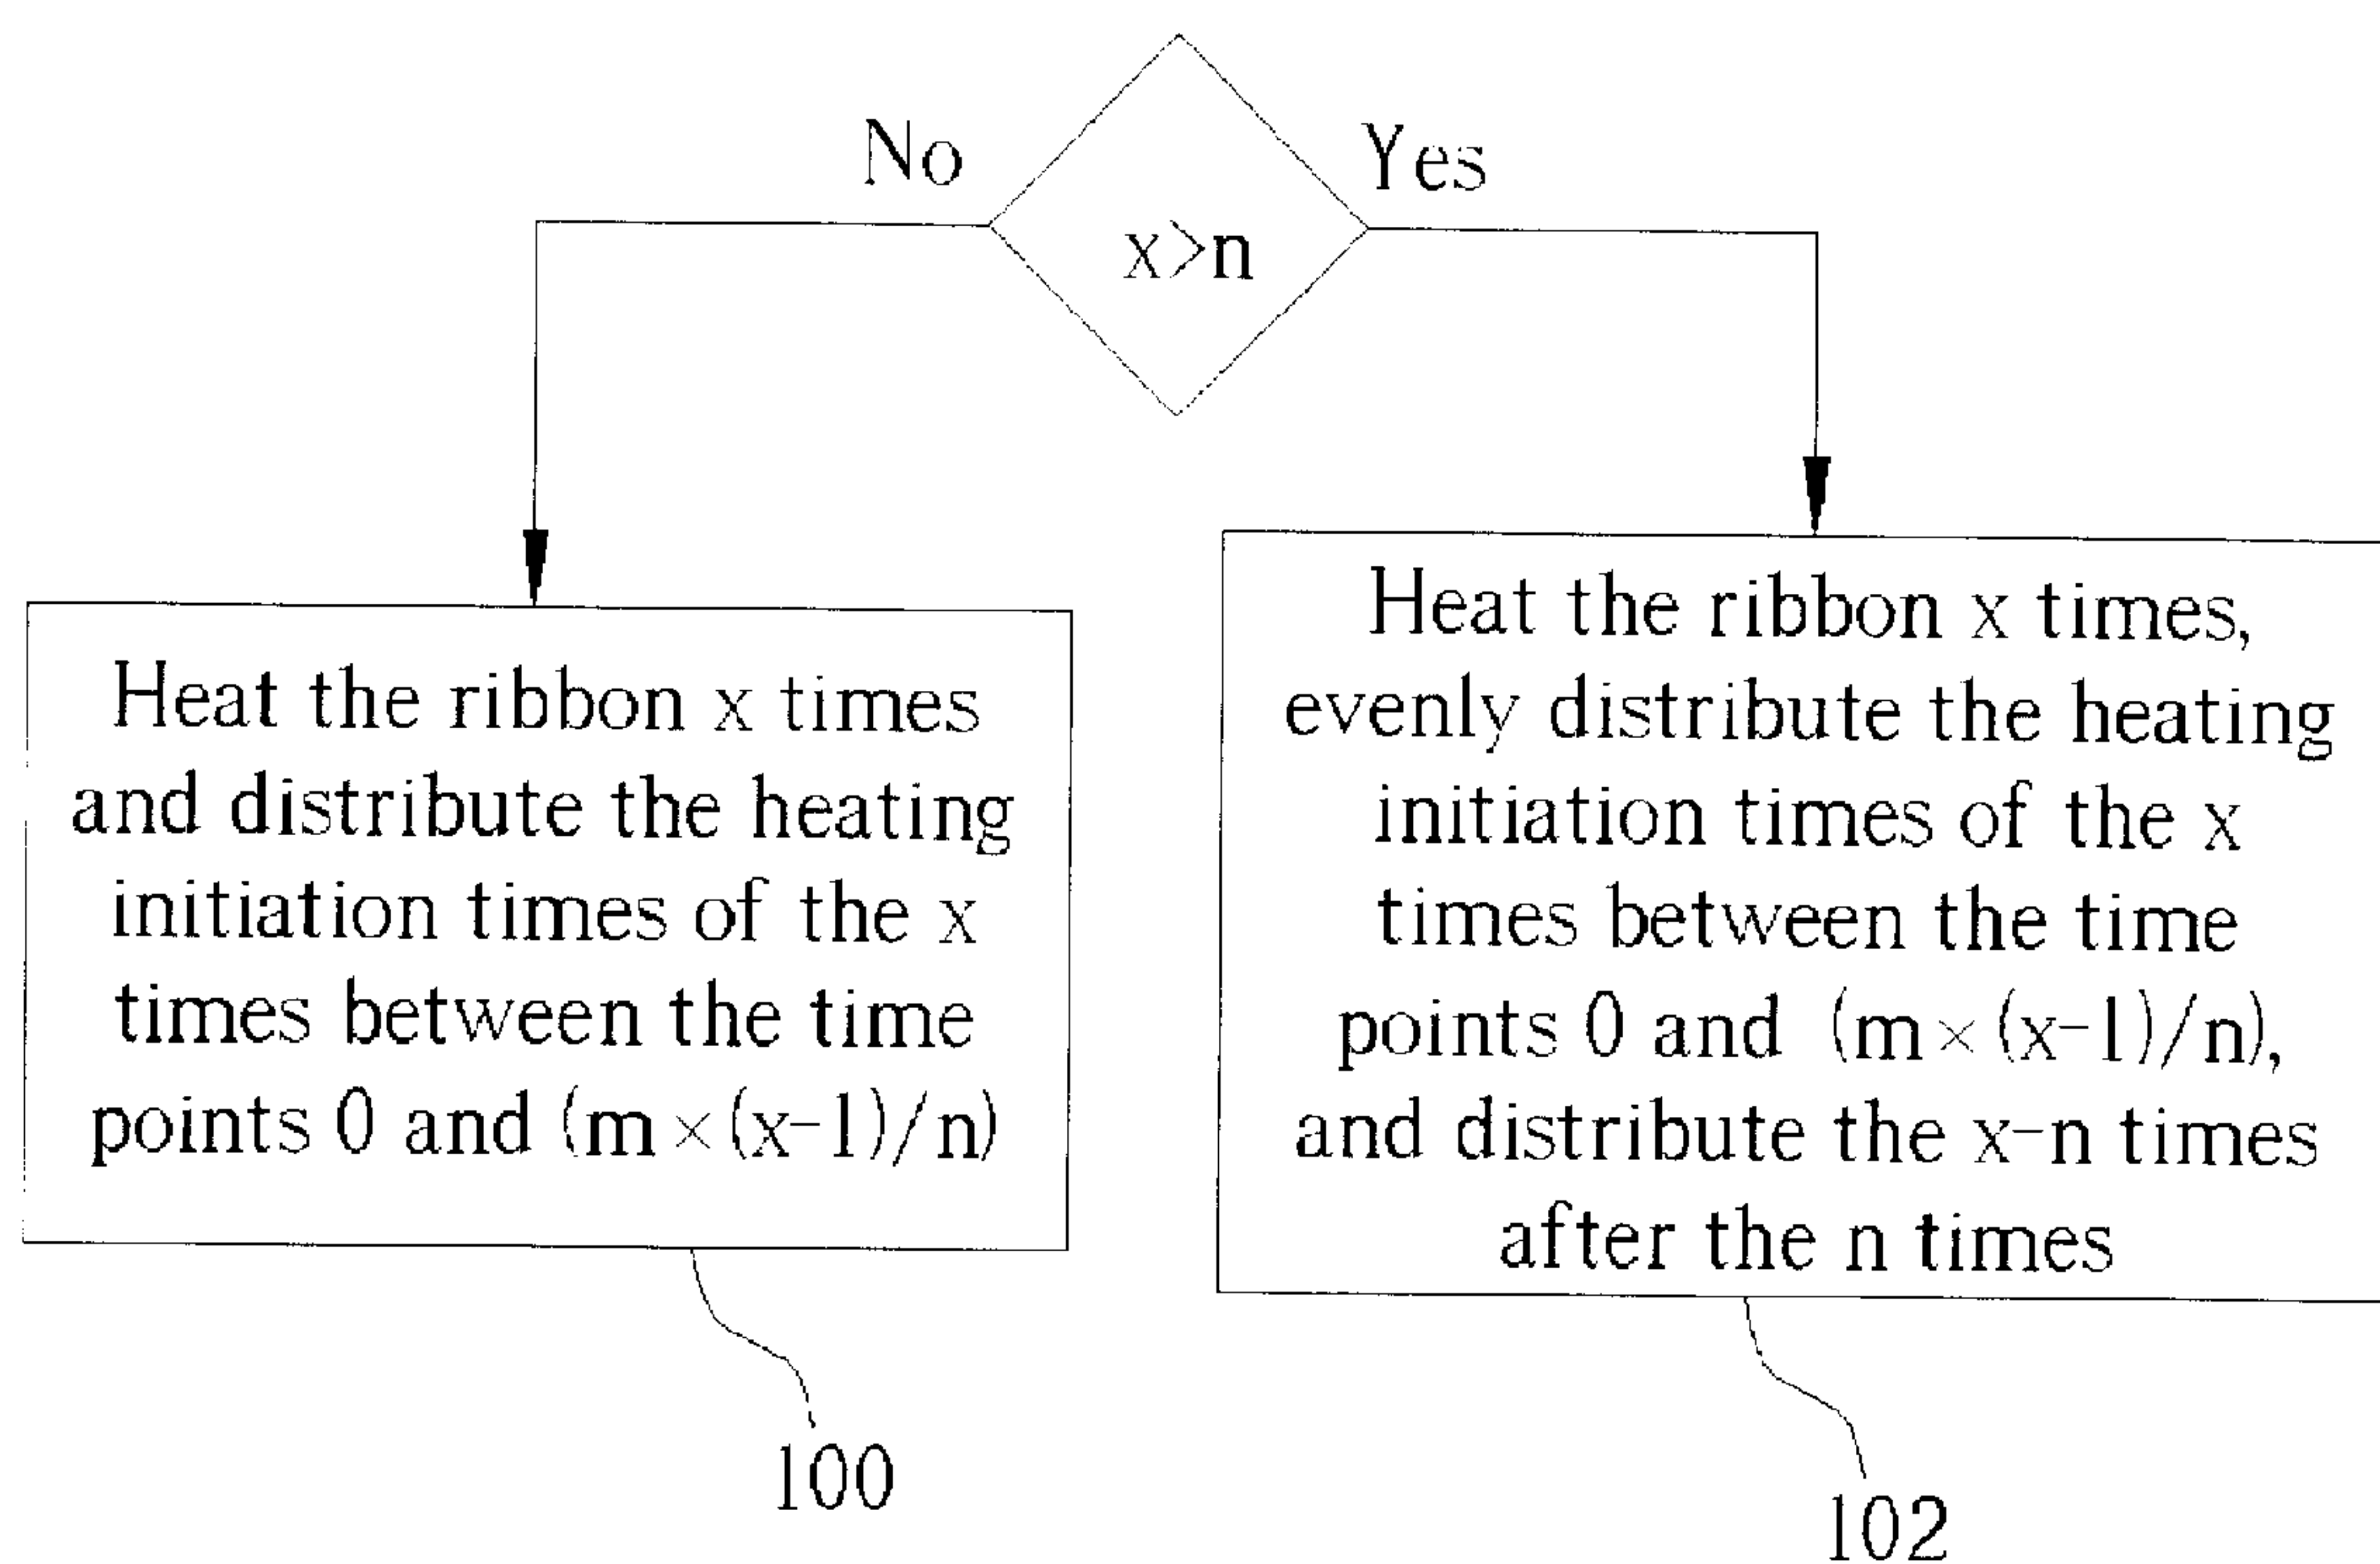 No
Yes
x>n
Heat the ribbon x times
and distribute the heating
initiation times of the x
times between the time
points 0 and (m×(x-1)/n)
100
Heat the ribbon x times,
evenly distribute the heating
initiation times of the x
times between the time
points 0 and (m×(x-1)/n),
and distribute the x-n times
after the n times
102